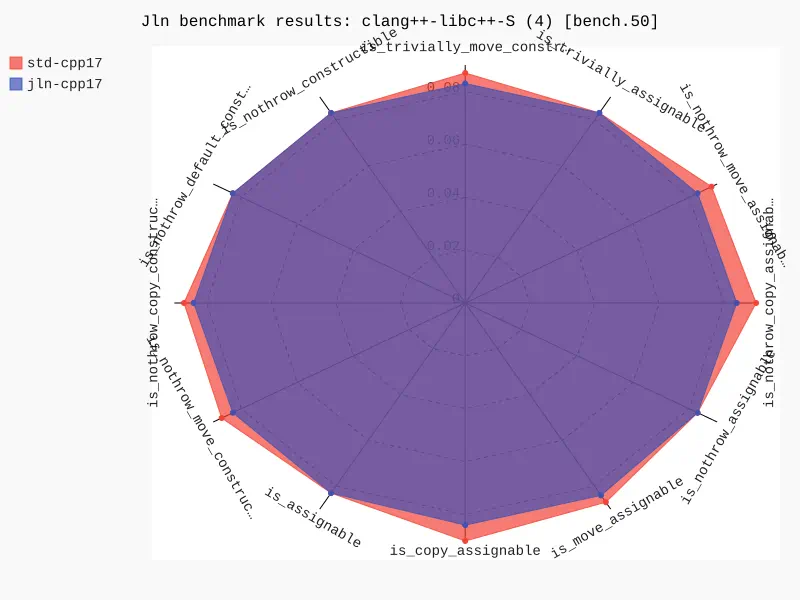 Jln benchmark results: clang++-libc++-S (4) [bench.50]
std-cpp17
jln-cpp17
is_trivially_move_constr…
is_trivially_assignable
is_nothrow_move_assignab…
is_nothrow_copy_assignab…
is_nothrow_assignable
is_move_assignable
is_copy_assignable
is_assignable
is_nothrow_move_construc…
is_nothrow_copy_construc…
is_nothrow_default_const…
is_nothrow_constructible
0.08
0.06
0.04
0.02
0